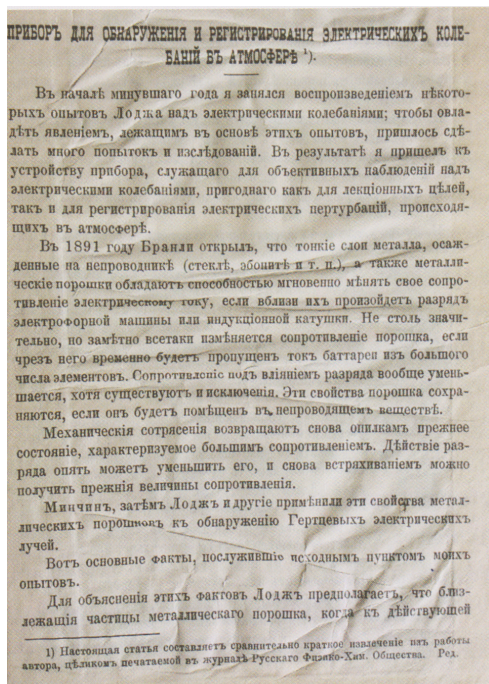 ПРИБОРЪ ДЛЯ ОБНАРУЖЕНІЯ И РЕГИСТРИРОВАНІЯ ЭЛЕКТРИЧЕСКИХЪ КОЛЕ-
БАНІЙ ВЪ АТМОСФЕРѢ ¹).
Въ началѣ минувшаго года я занялся воспроизведеніемъ нѣкото-
рыхъ опытовъ Лоджа надъ электрическими колебаніями; чтобы овла-
дѣть явленіемъ, лежащимъ въ основѣ этихъ опытовъ, пришлось сдѣ-
лать много попытокъ и изслѣдованій. Въ результатѣ я пришелъ къ
устройству прибора, служащаго для объективныхъ наблюденій надъ
электрическими колебаніями, пригоднаго какъ для лекціонныхъ цѣлей,
такъ и для регистрированія электрическихъ пертурбацій, происходя-
щихъ въ атмосферѣ.
Въ 1891 году Бранли открылъ, что тонкіе слои металла, осаж-
денные на непроводникѣ (стеклѣ, эбонитѣ и т. п.), а также металли-
ческіе порошки обладаютъ способностью мгновенно мѣнять свое сопро-
тивленіе электрическому току, если вблизи ихъ произойдетъ разрядъ
электрофорной машины или индукціонной катушки. Не столь значи-
тельно, но замѣтно всетаки измѣняется сопротивленіе порошка, если
чрезъ него временно будетъ пропущенъ токъ баттареи изъ большого
числа элементовъ. Сопротивленіе подъ вліяніемъ разряда вообще умень-
шается, хотя существуютъ и исключенія. Эти свойства порошка сохра-
няются, если онъ будетъ помѣщенъ въ непроводящемъ веществѣ.
Механическія сотрясенія возвращаютъ снова опилкамъ прежнее
состояніе, характеризуемое большимъ сопротивленіемъ. Дѣйствіе раз-
ряда опять можетъ уменьшить его, и снова встряхиваніемъ можно
получить прежнія величины сопротивленія.
Минчинъ, затѣмъ Лоджъ и другіе примѣнили эти свойства метал-
лическихъ порошковъ къ обнаруженію Гертцевыхъ электрическихъ
лучей.
Вотъ основные факты, послужившіе исходнымъ пунктомъ моихъ
опытовъ.
Для объясненія этихъ фактовъ Лоджъ предполагаетъ, что близ-
лежащія частицы металлическаго порошка, когда къ дѣйствующей
1) Настоящая статья составляетъ сравнительно краткое извлеченіе изъ работы
автора, цѣликомъ печатаемой въ журналѣ Русскаго Физико-Хим. Общества. Ред.